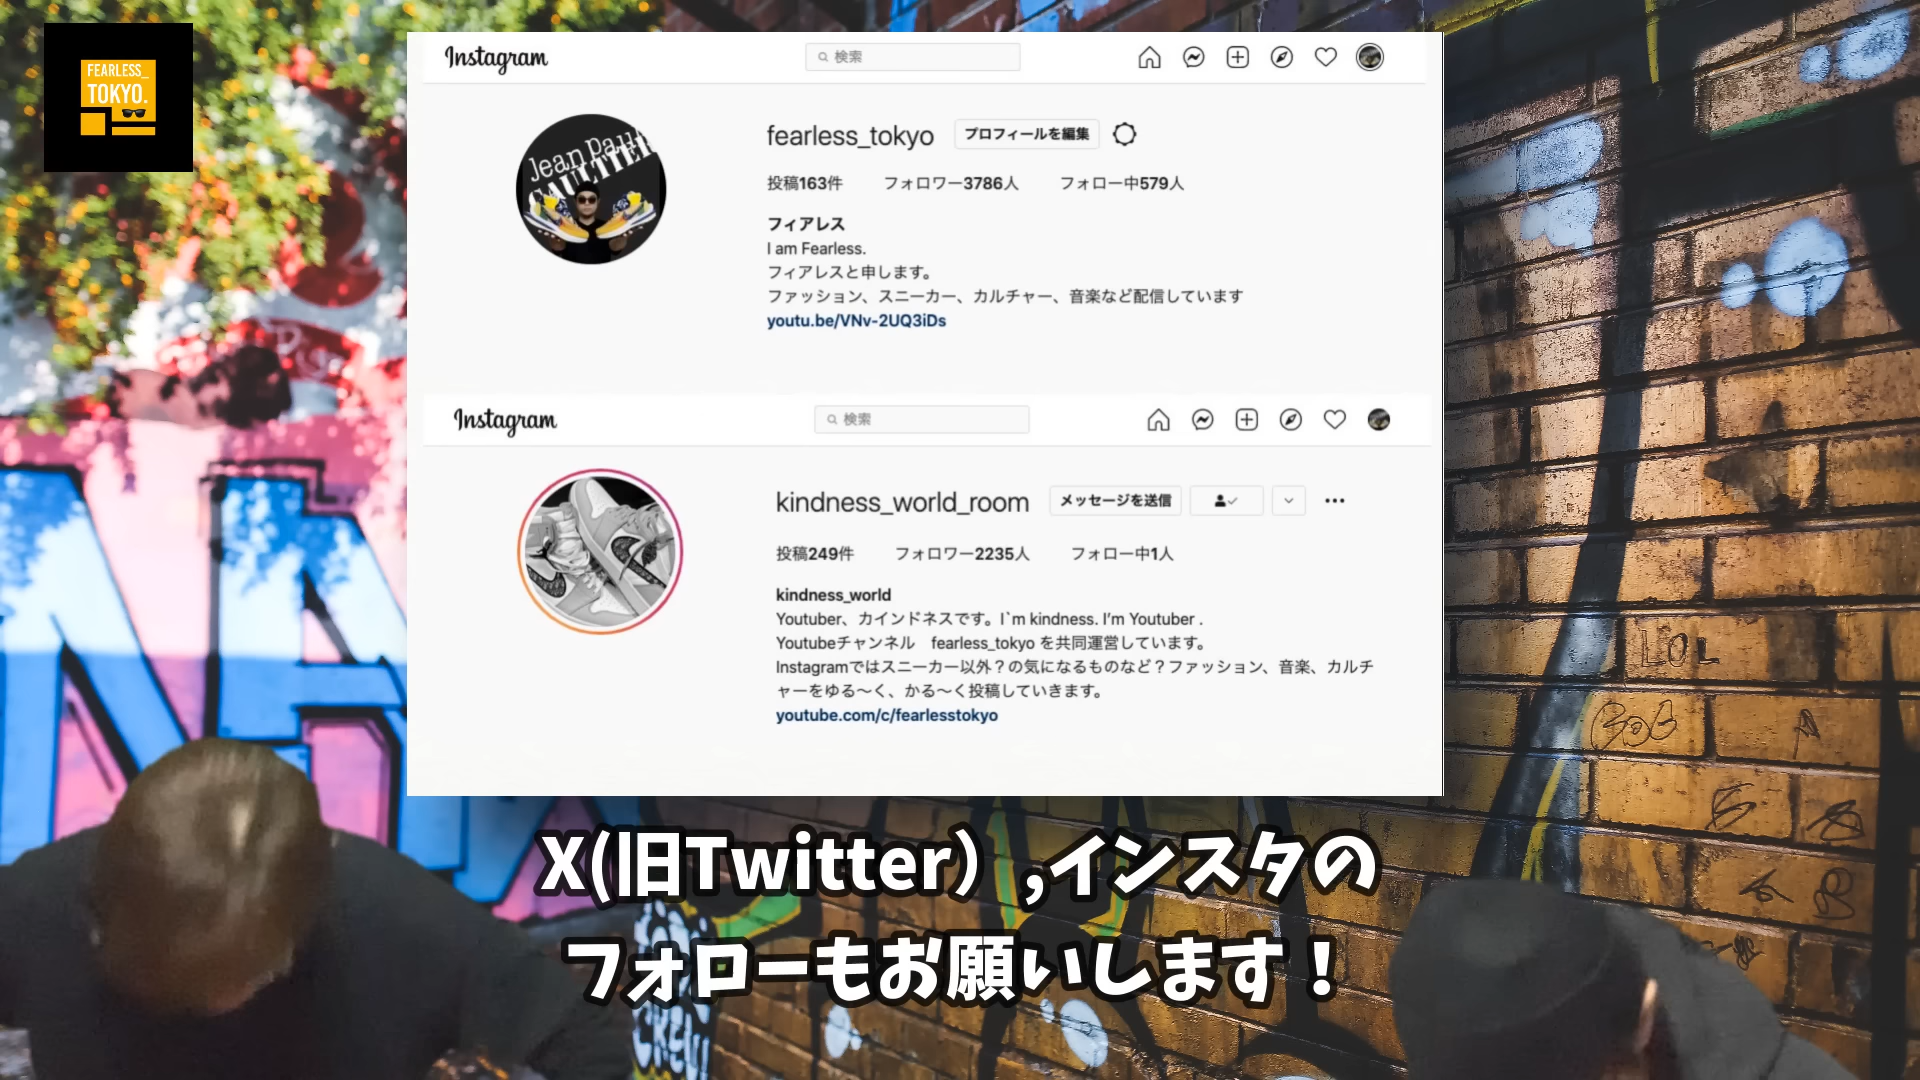 FEARLESS_
TOKYO.
Instagram
検索
Jean Paul
GAULTIER
fearless_tokyo
プロフィールを編集
投稿163件 フォロワー3786人 フォロー中579人
フィアレス
I am Fearless.
フィアレスと申します。
ファッション、スニーカー、カルチャー、音楽など配信しています
youtu.be/VNv-2UQ3iDs
Instagram
検索
kindness_world_room
メッセージを送信
投稿249件 フォロワー2235人 フォロー中1人
kindness_world
Youtuber、カインドネスです。I`m kindness. I’m Youtuber .
Youtubeチャンネル fearless_tokyo を共同運営しています。
Instagramではスニーカー以外？の気になるものなど？ファッション、音楽、カルチ
ャーをゆる〜く、かる〜く投稿していきます。
youtube.com/c/fearlesstokyo
LOL
X(旧Twitter）,インスタの
フォローもお願いします！
CREW